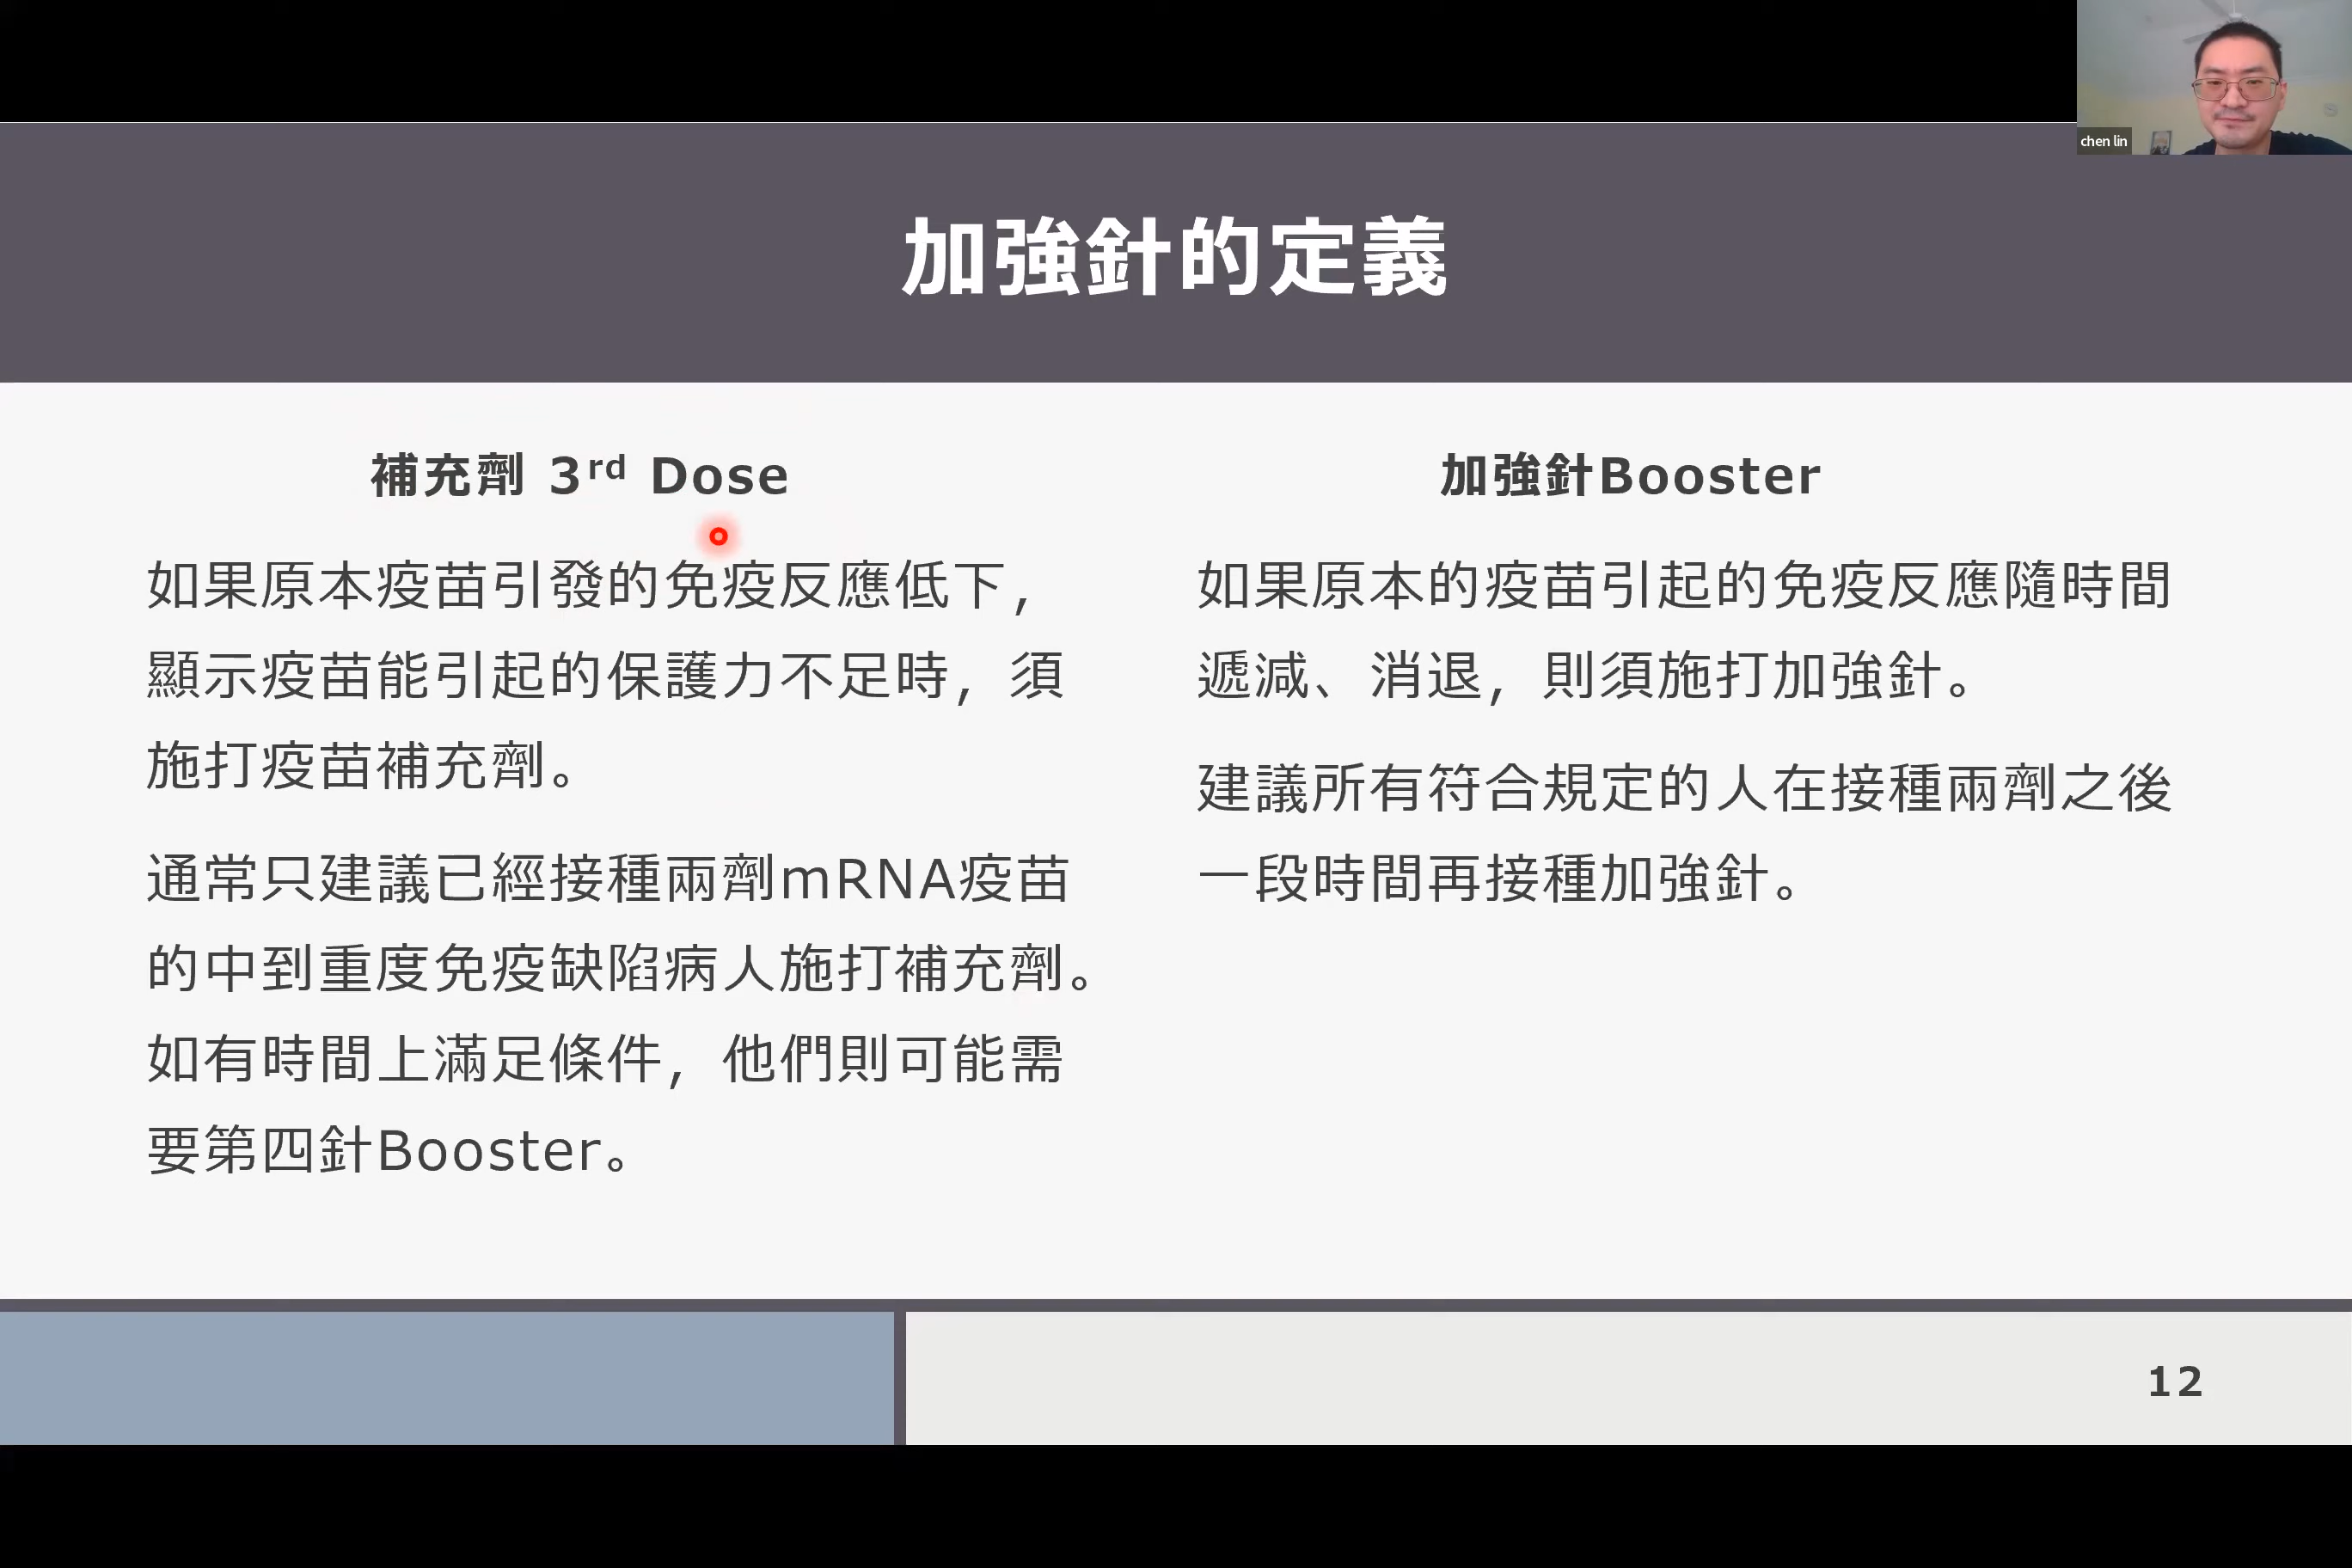 chen lin
加強針的定義
補充劑 3rd Dose
如果原本疫苗引發的免疫反應低下，
顯示疫苗能引起的保護力不足時，須
施打疫苗補充劑。
通常只建議已經接種兩劑mRNA疫苗
的中到重度免疫缺陷病人施打補充劑。
如有時間上滿足條件，他們則可能需
要第四針Booster。
加強針Booster
如果原本的疫苗引起的免疫反應隨時間
遞減、消退，則須施打加強針。
建議所有符合規定的人在接種兩劑之後
一段時間再接種加強針。
12